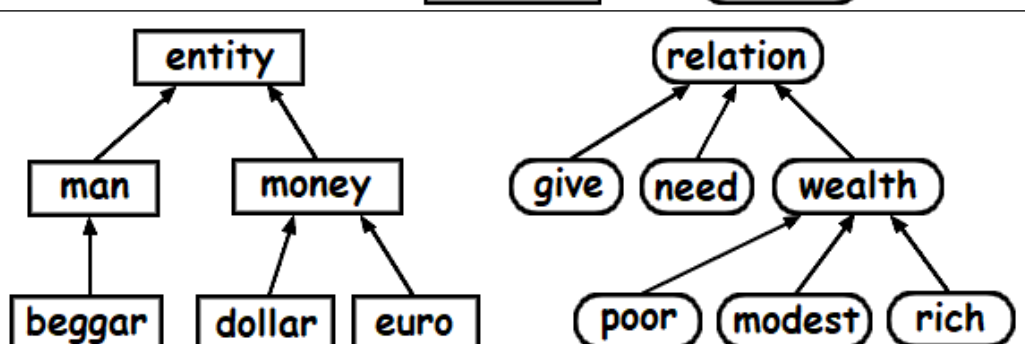 entity
relation
man
money
give
need
wealth
beggar
dollar
euro
poor
modest
rich